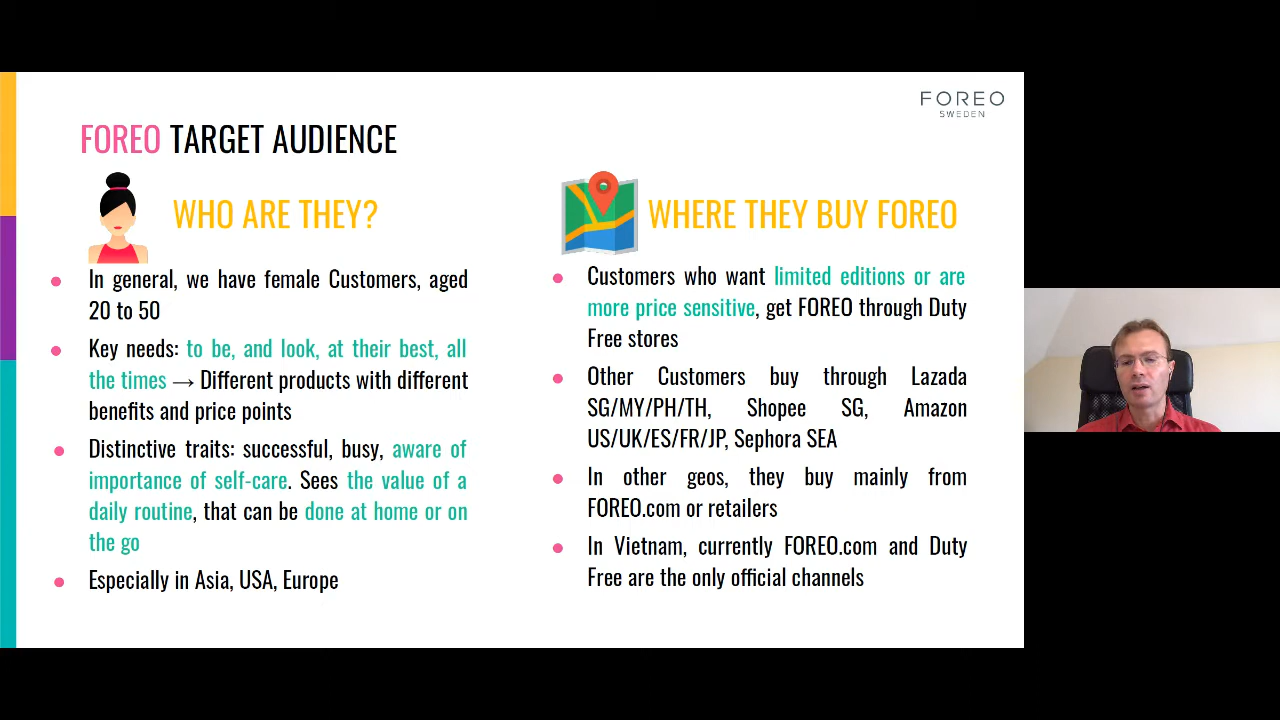 FOREO
SWEDEN
FOREO TARGET AUDIENCE
WHO ARE THEY?
In general, we have female Customers, aged
20 to 50
Key needs: to be, and look, at their best, all
the times → Different products with different
benefits and price points
Distinctive traits: successful, busy, aware of
importance of self-care. Sees the value of a
daily routine, that can be done at home or on
the go
Especially in Asia, USA, Europe
WHERE THEY BUY FOREO
Customers who want limited editions or are
more price sensitive, get FOREO through Duty
Free stores
Other Customers buy through Lazada
SG/MY/PH/TH, Shopee SG, Amazon
US/UK/ES/FR/JP, Sephora SEA
In other geos, they buy mainly from
FOREO.com or retailers
In Vietnam, currently FOREO.com and Duty
Free are the only official channels